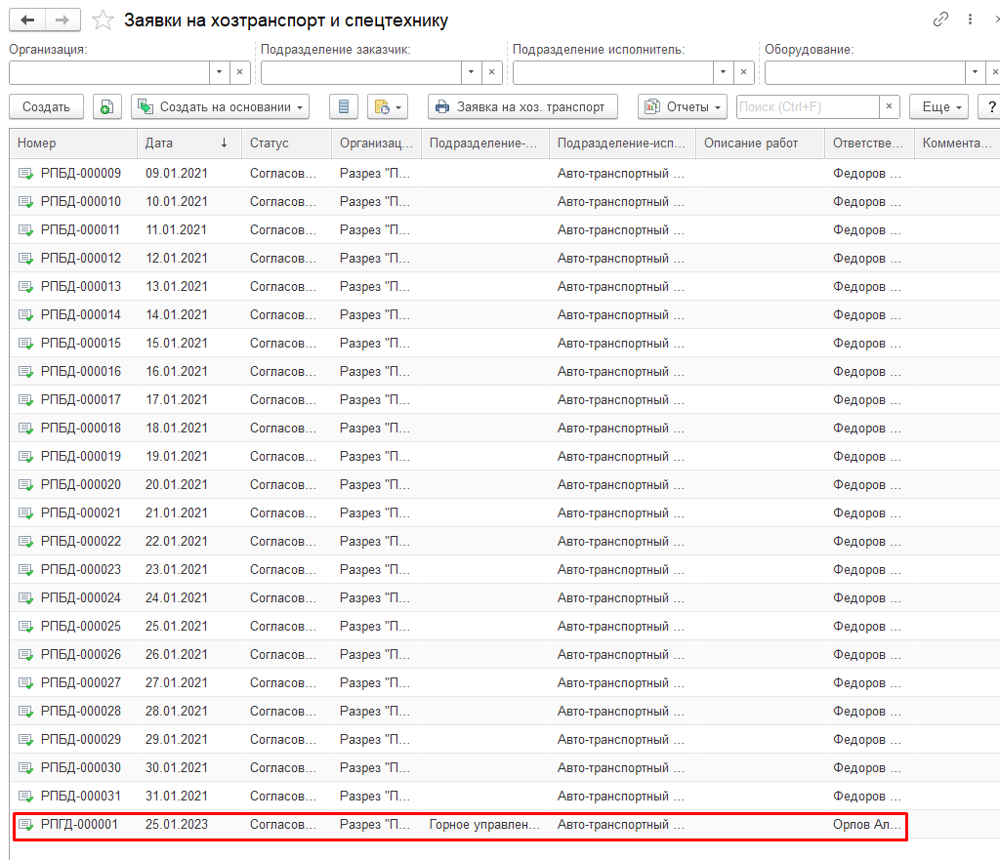 Заявки на хозтранспорт и спецтехнику
Организация: Подразделение заказчик: Подразделение исполнитель: Оборудование:
Создать Создать на основании Заявка на хоз. транспорт Отчеты Поиск (Ctrl+F) × Еще ?
Номер Дата ↓ Статус Организац... Подразделение-... Подразделение-исп... Описание работ Ответстве... Коммента...
РПБД-000009 09.01.2021 Согласов... Разрез "П... Авто-транспортный ... Федоров ...
РПБД-000010 10.01.2021 Согласов... Разрез "П... Авто-транспортный ... Федоров ...
РПБД-000011 11.01.2021 Согласов... Разрез "П... Авто-транспортный ... Федоров ...
РПБД-000012 12.01.2021 Согласов... Разрез "П... Авто-транспортный ... Федоров ...
РПБД-000013 13.01.2021 Согласов... Разрез "П... Авто-транспортный ... Федоров ...
РПБД-000014 14.01.2021 Согласов... Разрез "П... Авто-транспортный ... Федоров ...
РПБД-000015 15.01.2021 Согласов... Разрез "П... Авто-транспортный ... Федоров ...
РПБД-000016 16.01.2021 Согласов... Разрез "П... Авто-транспортный ... Федоров ...
РПБД-000017 17.01.2021 Согласов... Разрез "П... Авто-транспортный ... Федоров ...
РПБД-000018 18.01.2021 Согласов... Разрез "П... Авто-транспортный ... Федоров ...
РПБД-000019 19.01.2021 Согласов... Разрез "П... Авто-транспортный ... Федоров ...
РПБД-000020 20.01.2021 Согласов... Разрез "П... Авто-транспортный ... Федоров ...
РПБД-000021 21.01.2021 Согласов... Разрез "П... Авто-транспортный ... Федоров ...
РПБД-000022 22.01.2021 Согласов... Разрез "П... Авто-транспортный ... Федоров ...
РПБД-000023 23.01.2021 Согласов... Разрез "П... Авто-транспортный ... Федоров ...
РПБД-000024 24.01.2021 Согласов... Разрез "П... Авто-транспортный ... Федоров ...
РПБД-000025 25.01.2021 Согласов... Разрез "П... Авто-транспортный ... Федоров ...
РПБД-000026 26.01.2021 Согласов... Разрез "П... Авто-транспортный ... Федоров ...
РПБД-000027 27.01.2021 Согласов... Разрез "П... Авто-транспортный ... Федоров ...
РПБД-000028 28.01.2021 Согласов... Разрез "П... Авто-транспортный ... Федоров ...
РПБД-000029 29.01.2021 Согласов... Разрез "П... Авто-транспортный ... Федоров ...
РПБД-000030 30.01.2021 Согласов... Разрез "П... Авто-транспортный ... Федоров ...
РПБД-000031 31.01.2021 Согласов... Разрез "П... Авто-транспортный ... Федоров ...
РПГД-000001 25.01.2023 Согласов... Разрез "П... Горное управлен... Авто-транспортный ... Орлов Ал...